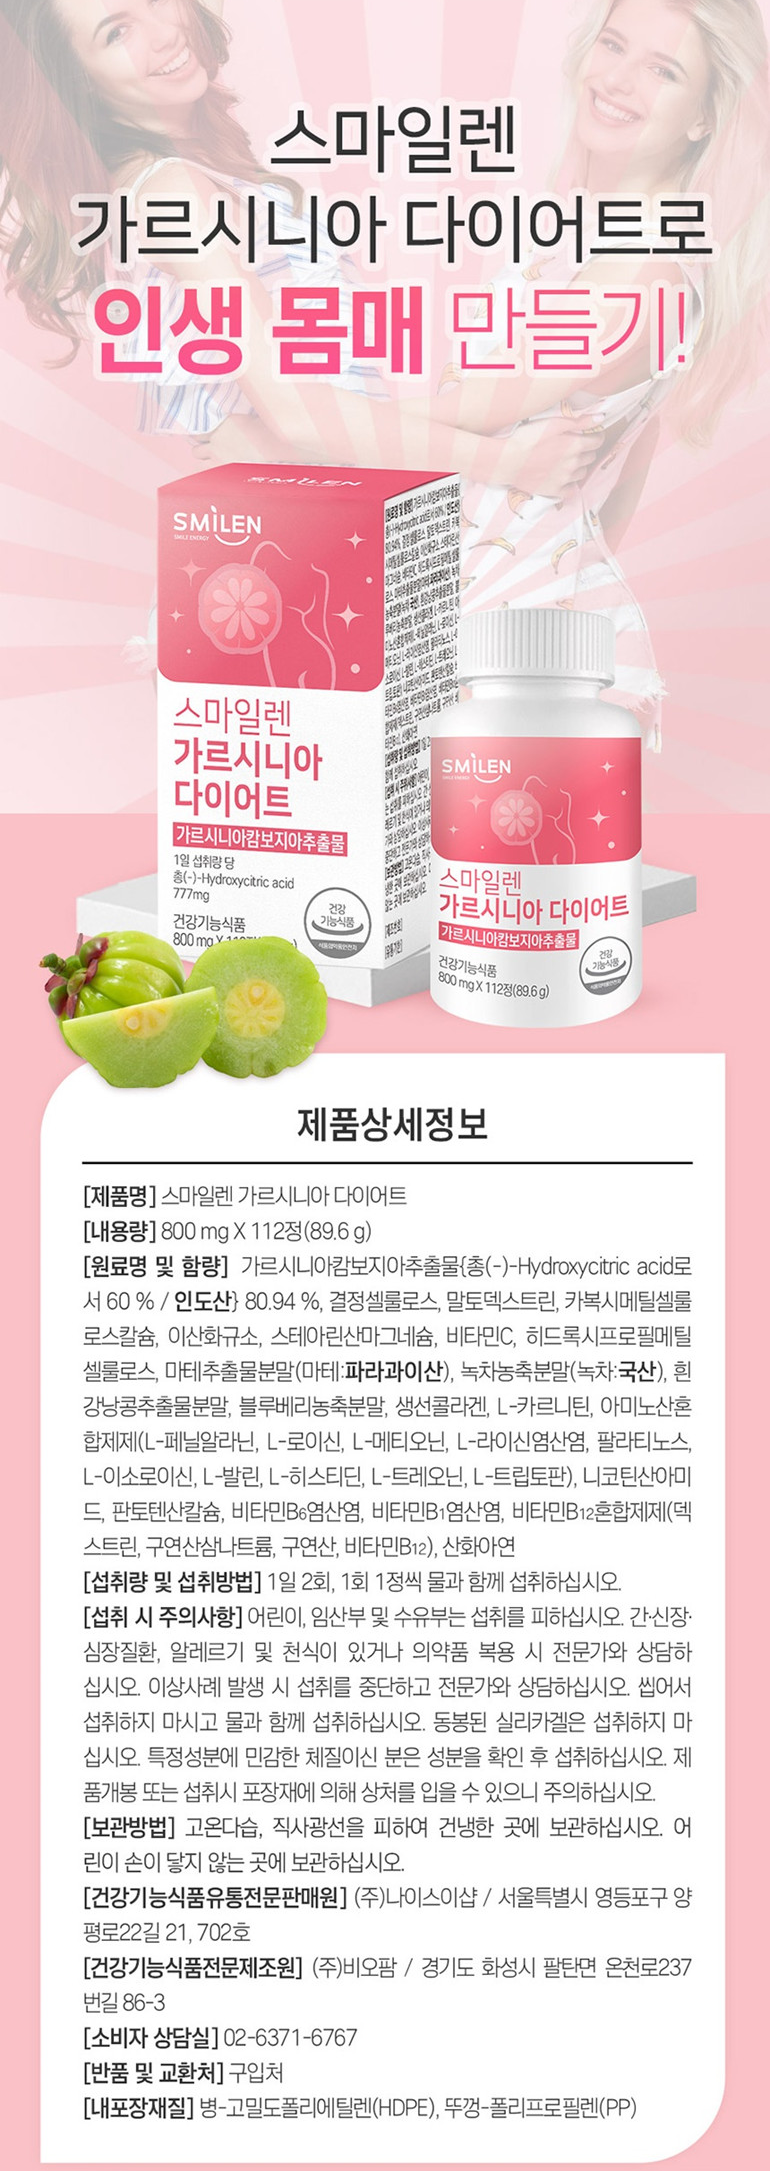 스마일렌
가르시니아 다이어트로
인생 몸매 만들기!
SMiLEN
SMiLEN
SMILE ENERGY
스마일렌
가르시니아
다이어트
가르시니아캄보지아추출물
1일 섭취량 당
총(-)-Hydroxycitric acid
777mg
건강기능식품
800 mg X 112정
건강
기능식품
식품의약품안전처
SMiLEN
SMILE ENERGY
스마일렌
가르시니아 다이어트
가르시니아캄보지아추출물
건강기능식품
800 mg X 112정(89.6 g)
건강
기능식품
식품의약품안전처
제품상세정보
[제품명] 스마일렌 가르시니아 다이어트
[내용량] 800 mg X 112정(89.6 g)
[원료명 및 함량] 가르시니아캄보지아추출물{총(-)-Hydroxycitric acid로
서 60 % / 인도산} 80.94 %, 결정셀룰로스, 말토덱스트린, 카복시메틸셀룰
로스칼슘, 이산화규소, 스테아린산마그네슘, 비타민C, 히드록시프로필메틸
셀룰로스, 마테추출물분말(마테:파라과이산), 녹차농축분말(녹차:국산), 흰
강낭콩추출물분말, 블루베리농축분말, 생선콜라겐, L-카르니틴, 아미노산혼
합제제(L-페닐알라닌, L-로이신, L-메티오닌, L-라이신염산염, 팔라티노스,
L-이소로이신, L-발린, L-히스티딘, L-트레오닌, L-트립토판), 니코틴산아미
드, 판토텐산칼슘, 비타민B6염산염, 비타민B1염산염, 비타민B12혼합제제(덱
스트린, 구연산삼나트륨, 구연산, 비타민B12), 산화아연
[섭취량 및 섭취방법] 1일 2회, 1회 1정씩 물과 함께 섭취하십시오.
[섭취 시 주의사항] 어린이, 임산부 및 수유부는 섭취를 피하십시오. 간·신장·
심장질환, 알레르기 및 천식이 있거나 의약품 복용 시 전문가와 상담하
십시오. 이상사례 발생 시 섭취를 중단하고 전문가와 상담하십시오. 씹어서
섭취하지 마시고 물과 함께 섭취하십시오. 동봉된 실리카겔은 섭취하지 마
십시오. 특정성분에 민감한 체질이신 분은 성분을 확인 후 섭취하십시오. 제
품개봉 또는 섭취시 포장재에 의해 상처를 입을 수 있으니 주의하십시오.
[보관방법] 고온다습, 직사광선을 피하여 건냉한 곳에 보관하십시오. 어
린이 손이 닿지 않는 곳에 보관하십시오.
[건강기능식품유통전문판매원] (주)나이스이샵 / 서울특별시 영등포구 양
평로22길 21, 702호
[건강기능식품전문제조원] (주)비오팜 / 경기도 화성시 팔탄면 온천로237
번길 86-3
[소비자 상담실] 02-6371-6767
[반품 및 교환처] 구입처
[내포장재질] 병-고밀도폴리에틸렌(HDPE), 뚜껑-폴리프로필렌(PP)